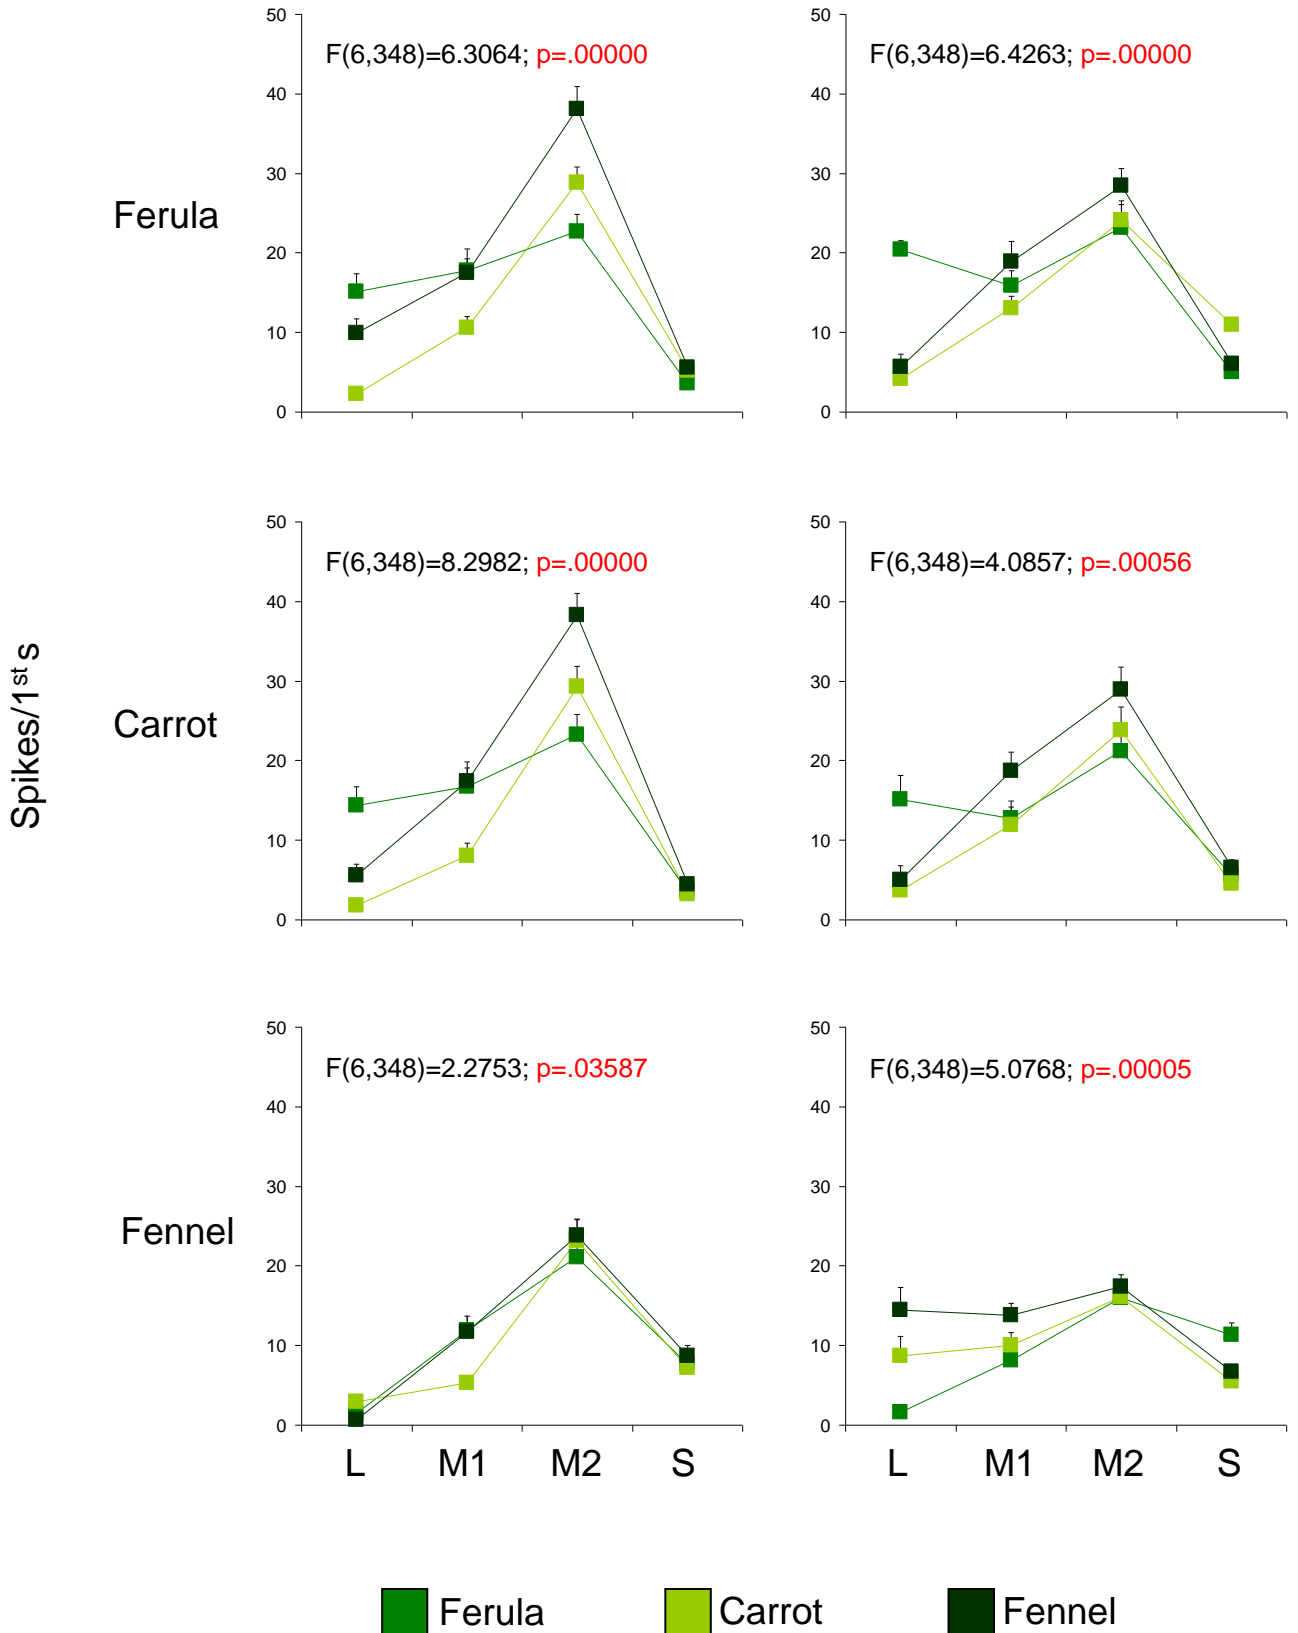 50
40
30
20
10
0
F(6,348)=6.3064; p=.00000
50
40
30
20
10
0
F(6,348)=6.4263; p=.00000
Ferula
50
40
30
20
10
0
F(6,348)=8.2982; p=.00000
50
40
30
20
10
0
F(6,348)=4.0857; p=.00056
Carrot
Spikes/1st s
50
40
30
20
10
0
F(6,348)=2.2753; p=.03587
50
40
30
20
10
0
F(6,348)=5.0768; p=.00005
Fennel
L M1 M2 S
L M1 M2 S
Ferula Carrot Fennel